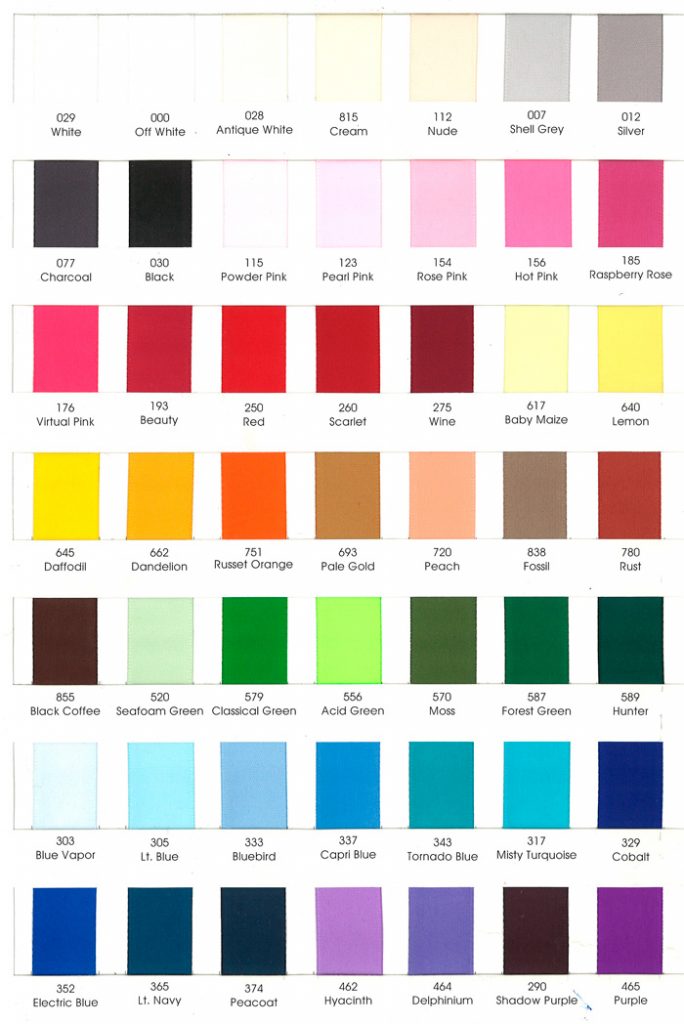 029 000 028 815 112 007 012
White Off White Antique White Cream Nude Shell Grey Silver
077 030 115 123 154 156 185
Charcoal Black Powder Pink Pearl Pink Rose Pink Hot Pink Raspberry Rose
176 193 250 260 275 617 640
Virtual Pink Beauty Red Scarlet Wine Baby Maize Lemon
645 662 751 693 720 838 780
Daffodil Dandelion Russet Orange Pale Gold Peach Fossil Rust
855 520 579 556 570 587 589
Black Coffee Seafoam Green Classical Green Acid Green Moss Forest Green Hunter
303 305 333 337 343 317 329
Blue Vapor Lt. Blue Bluebird Capri Blue Tornado Blue Misty Turquoise Cobalt
352 365 374 462 464 290 465
Electric Blue Lt. Navy Peacoat Hyacinth Delphinium Shadow Purple Purple